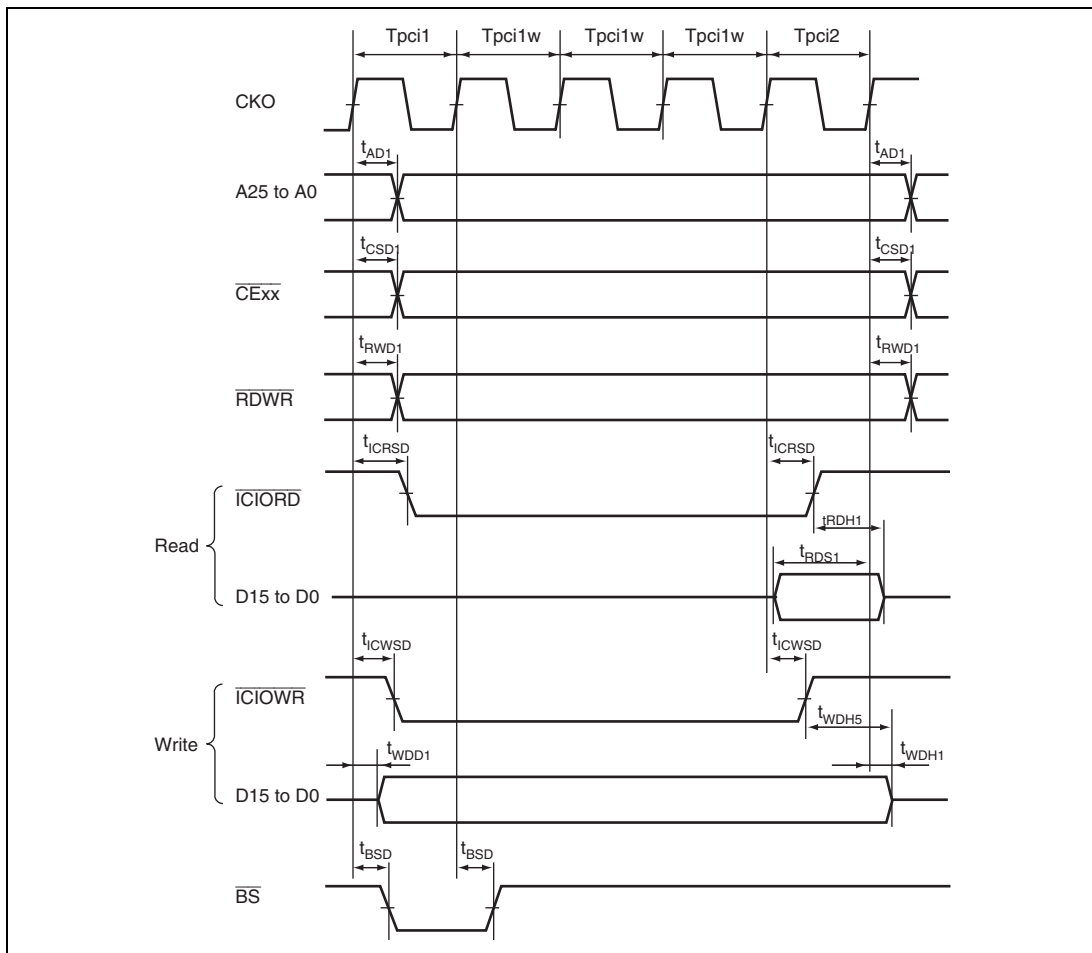 Tpci1 Tpci1w Tpci1w Tpci1w Tpci2
CKO
tAD1 tAD1
A25 to A0
tCSD1 tCSD1
CExx
tRWD1 tRWD1
RDWR
tICRSD tICRSD
ICIORD
tRDH1
Read
tRDS1
D15 to D0
tICWSD tICWSD
ICIOWR
tWDH5
Write
tWDD1 tWDH1
D15 to D0
tBSD tBSD
BS